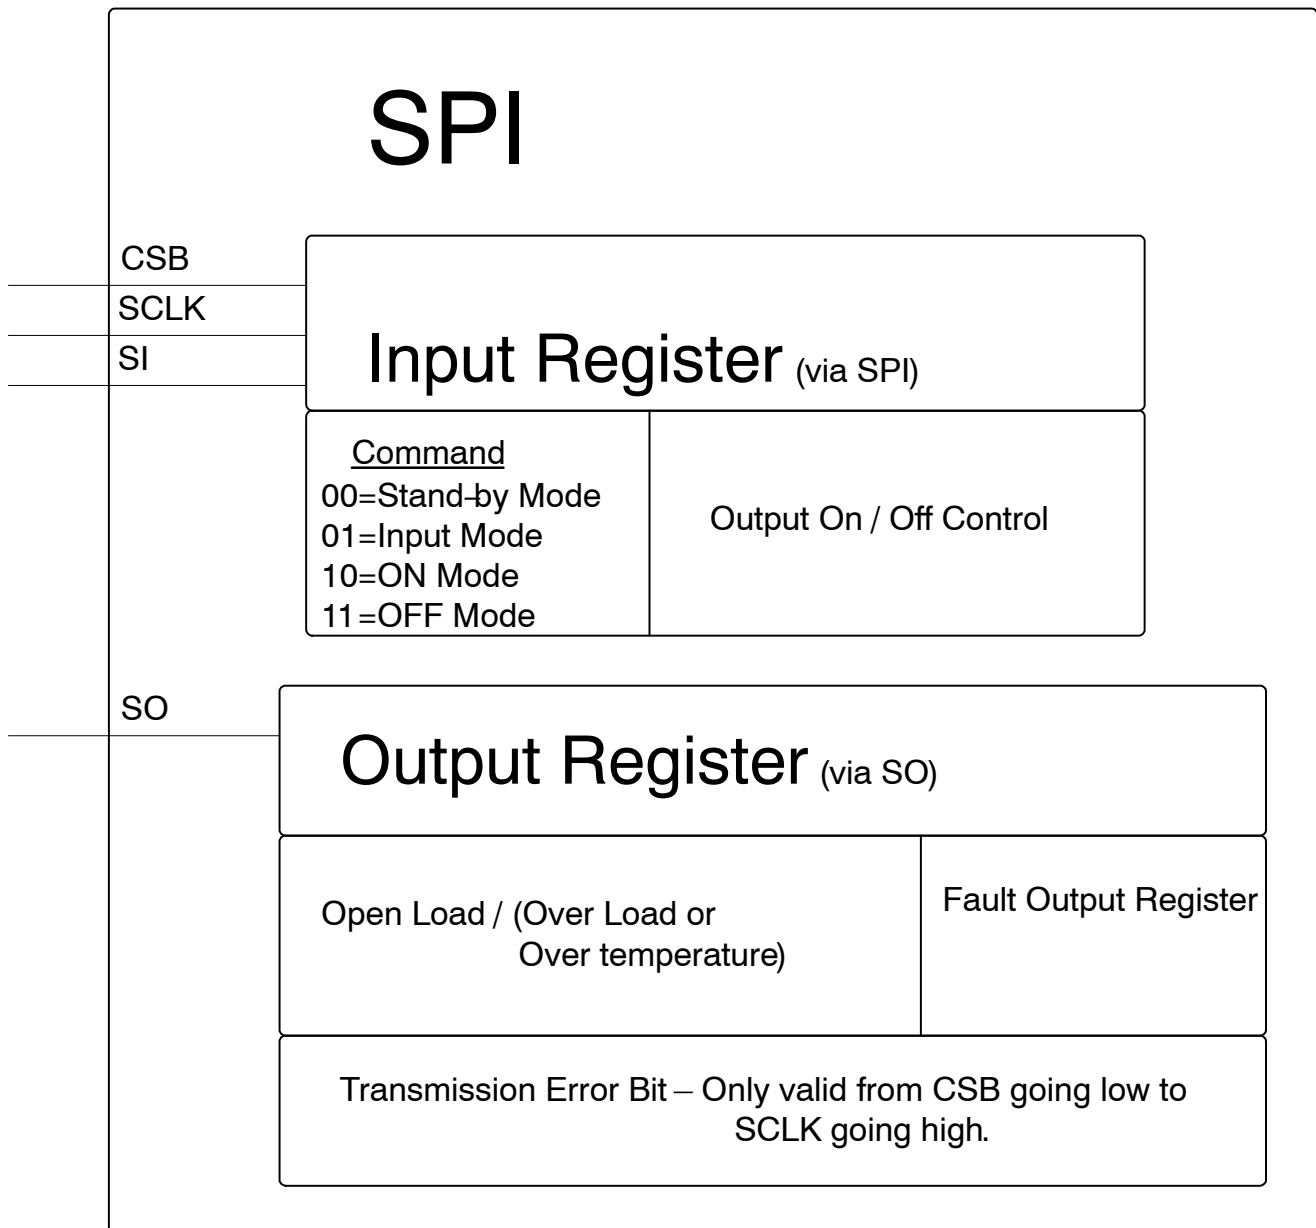 SPI
CSB
SCLK
SI
Input Register (via SPI)
Command
00=Stand-by Mode
01=Input Mode
10=ON Mode
11=OFF Mode
Output On / Off Control
SO
Output Register (via SO)
Open Load / (Over Load or
Over temperature)
Fault Output Register
Transmission Error Bit – Only valid from CSB going low to
SCLK going high.